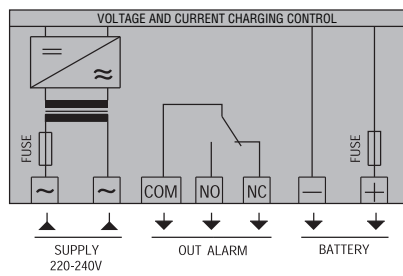 VOLTAGE AND CURRENT CHARGING CONTROL
FUSE
FUSE
~ ~ COM NO NC — +
SUPPLY
220-240V
OUT ALARM
BATTERY